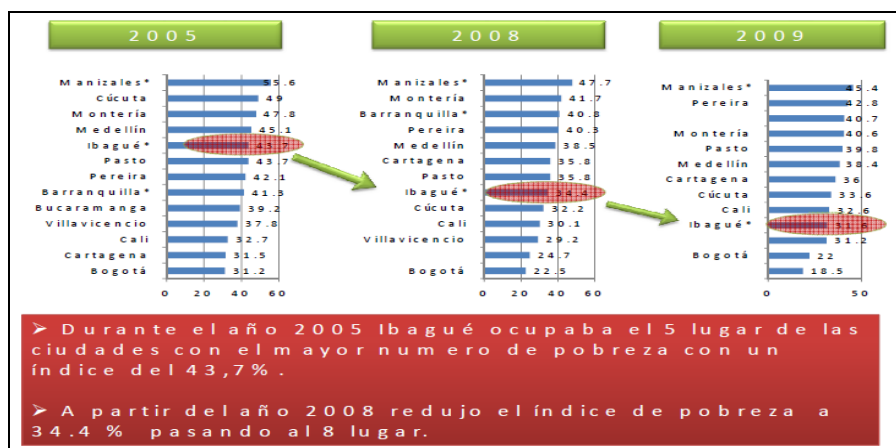 2005
Manizales* 55.6
Cúcuta 49
Montería 47.8
Medellín 45.1
Ibagué* 43.7
Pasto 43.7
Pereira 42.1
Barranquilla* 41.3
Bucaramanga 39.2
Villavicencio 37.8
Cali 32.7
Cartagena 31.5
Bogotá 31.2
0 20 40 60
2008
Manizales* 47.7
Montería 41.7
Barranquilla* 40.8
Pereira 40.3
Medellín 38.5
Cartagena 35.8
Pasto 35.8
Ibagué* 34.4
Cúcuta 32.2
Cali 30.1
Villavicencio 29.2
24.7
Bogotá 22.5
0 20 40 60
2009
Manizales* 45.4
Pereira 42.8
40.7
Montería 40.6
Pasto 39.8
Medellín 38.4
Cartagena 36
Cúcuta 33.6
Cali 32.6
Ibagué*
31.2
Bogotá 22
18.5
0 50
➢ Durante el año 2005 Ibagué ocupaba el 5 lugar de las
ciudades con el mayor numero de pobreza con un
índice del 43,7%.
➢ A partir del año 2008 redujo el índice de pobreza a
34.4 % pasando al 8 lugar.